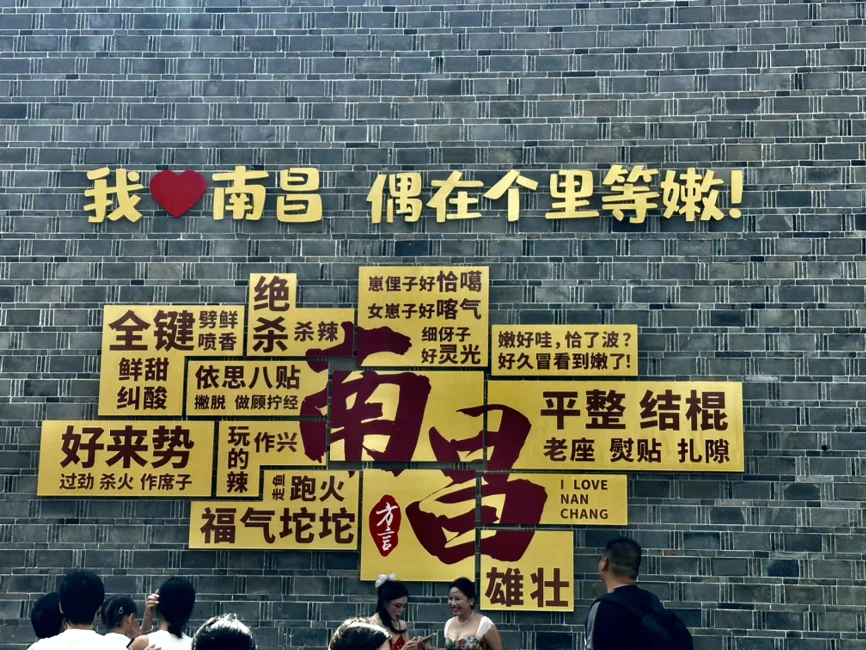 我❤南昌 偶在个里等嫩!
崽俚子好恰噶
女崽子好喀气
细伢子
好灵光
绝杀
杀辣
全键
劈鲜
喷香
鲜甜
纠酸
嫩好哇,恰了波?
好久冒看到嫩了!
依思八贴
撇脱 做顾拧经
南昌
平整 结棍
老座 熨贴 扎隙
好来势
过劲 杀火 作席子
玩的辣
作兴
走鱼
跑火
福气坨坨
方言
I LOVE
NAN
CHANG
雄壮